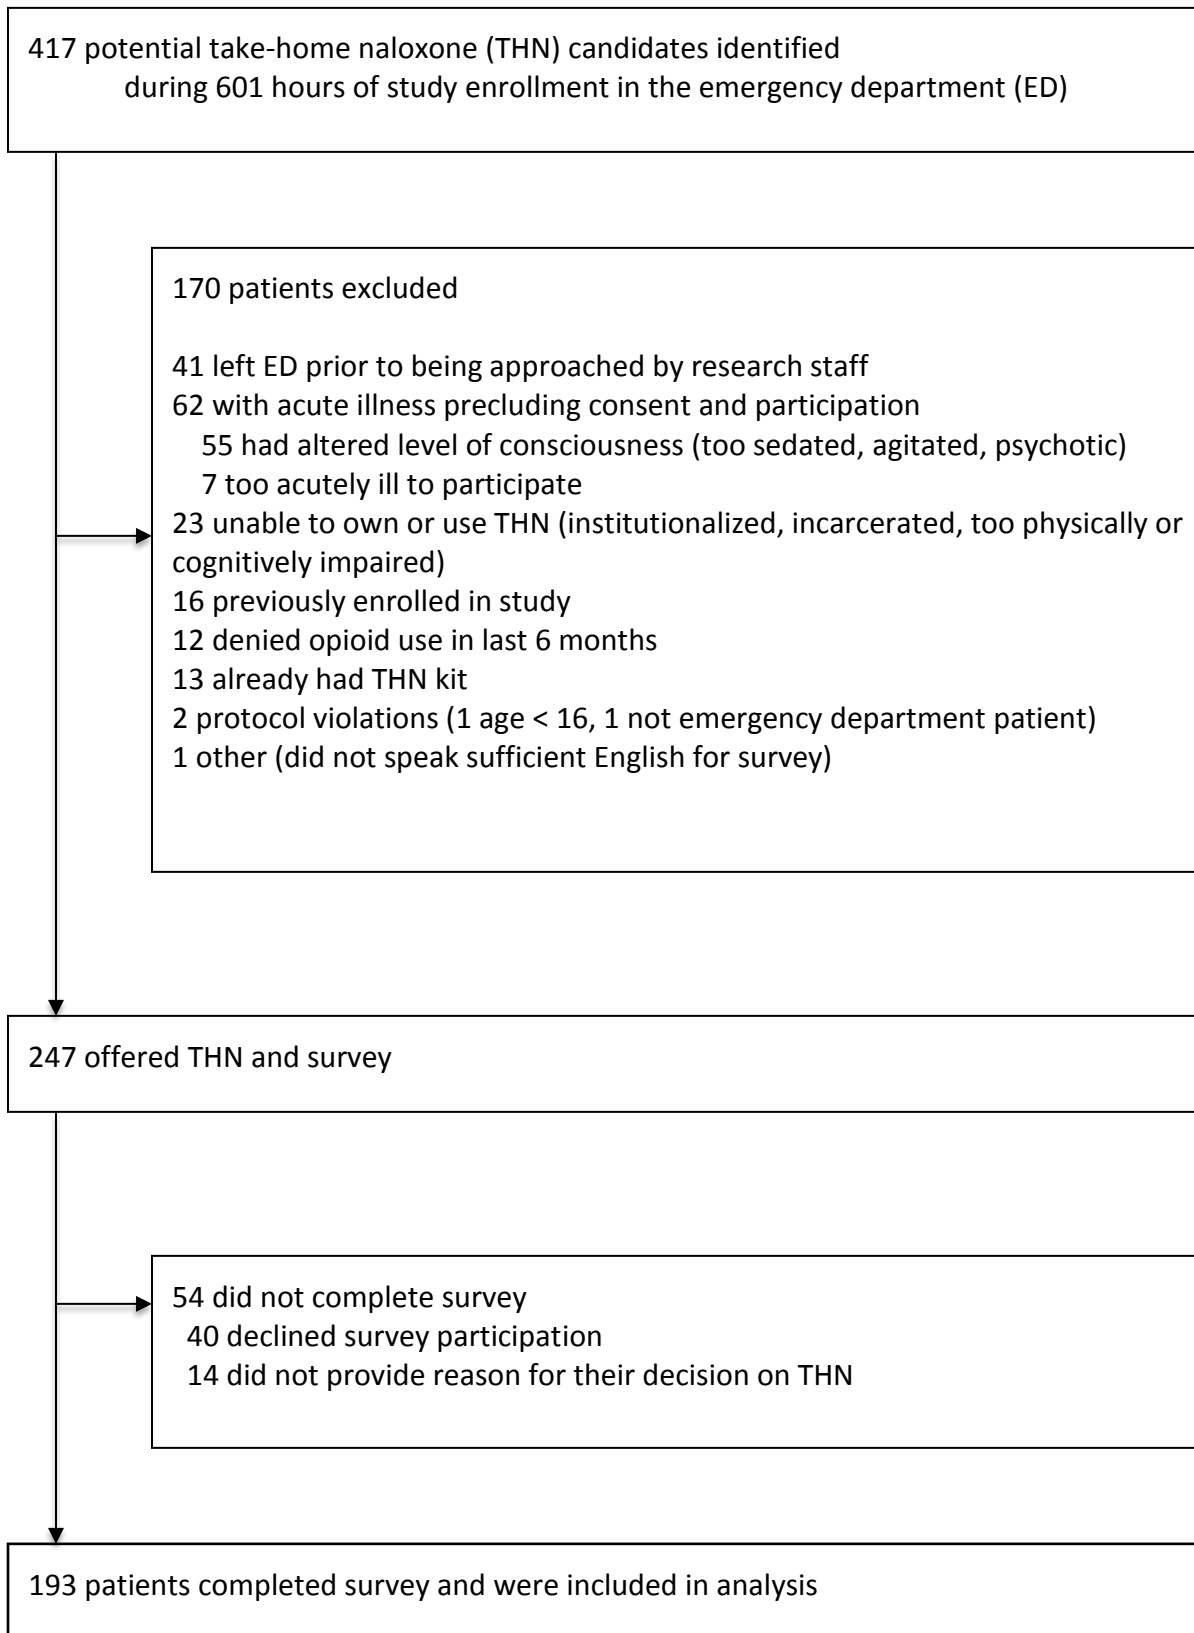 417 potential take-home naloxone (THN) candidates identified
during 601 hours of study enrollment in the emergency department (ED)
170 patients excluded
41 left ED prior to being approached by research staff
62 with acute illness precluding consent and participation
55 had altered level of consciousness (too sedated, agitated, psychotic)
7 too acutely ill to participate
23 unable to own or use THN (institutionalized, incarcerated, too physically or
cognitively impaired)
16 previously enrolled in study
12 denied opioid use in last 6 months
13 already had THN kit
2 protocol violations (1 age < 16, 1 not emergency department patient)
1 other (did not speak sufficient English for survey)
247 offered THN and survey
54 did not complete survey
40 declined survey participation
14 did not provide reason for their decision on THN
193 patients completed survey and were included in analysis